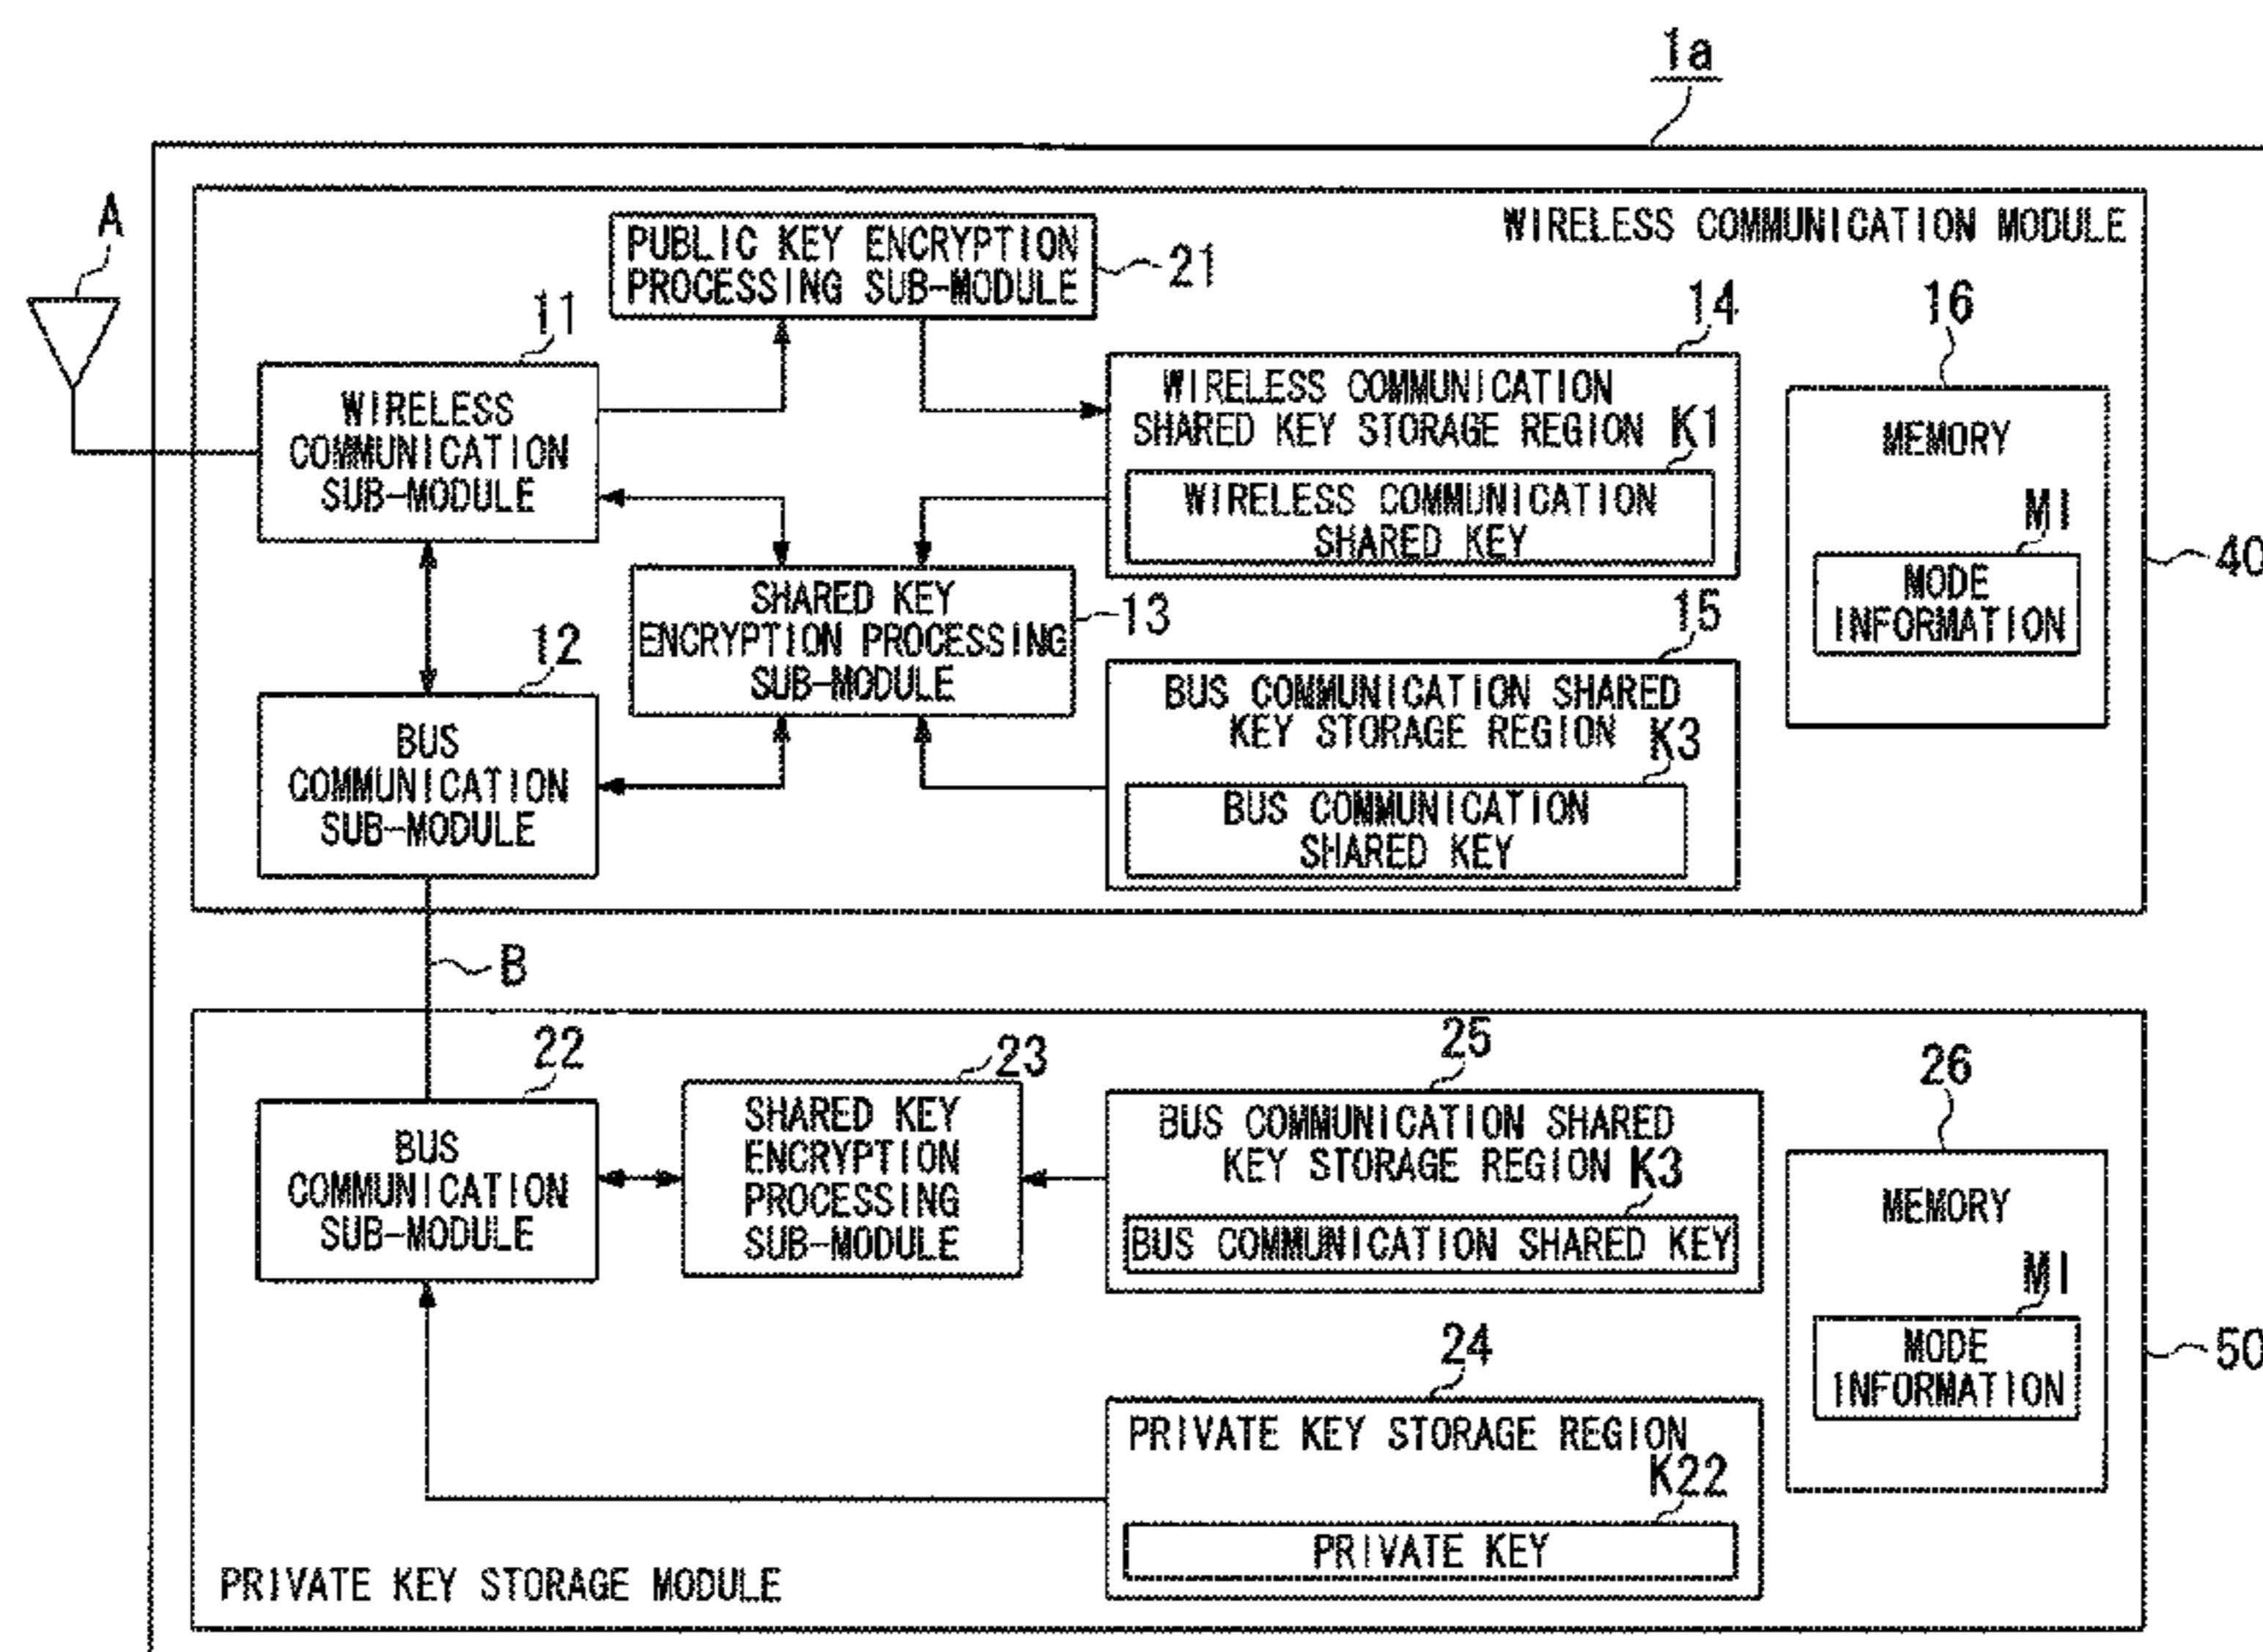 1a
A
WIRELESS COMMUNICATION MODULE
PUBLIC KEY ENCRYPTION
PROCESSING SUB-MODULE
21
11
WIRELESS
COMMUNICATION
SUB-MODULE
14
WIRELESS COMMUNICATION
SHARED KEY STORAGE REGION K1
WIRELESS COMMUNICATION
SHARED KEY
16
MEMORY
MI
MODE
INFORMATION
40
SHARED KEY
ENCRYPTION PROCESSING
SUB-MODULE
13
12
BUS
COMMUNICATION
SUB-MODULE
15
BUS COMMUNICATION SHARED
KEY STORAGE REGION K3
BUS COMMUNICATION
SHARED KEY
B
22
BUS
COMMUNICATION
SUB-MODULE
23
SHARED KEY
ENCRYPTION
PROCESSING
SUB-MODULE
25
BUS COMMUNICATION SHARED
KEY STORAGE REGION K3
BUS COMMUNICATION SHARED KEY
26
MEMORY
MI
MODE
INFORMATION
50
24
PRIVATE KEY STORAGE REGION
K22
PRIVATE KEY
PRIVATE KEY STORAGE MODULE